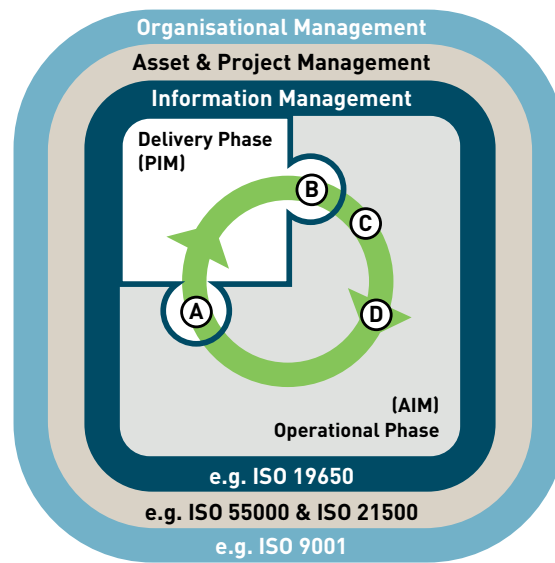 Organisational Management
Asset & Project Management
Information Management
Delivery Phase
(PIM)
B
C
A
D
(AIM)
Operational Phase
e.g. ISO 19650
e.g. ISO 55000 & ISO 21500
e.g. ISO 9001